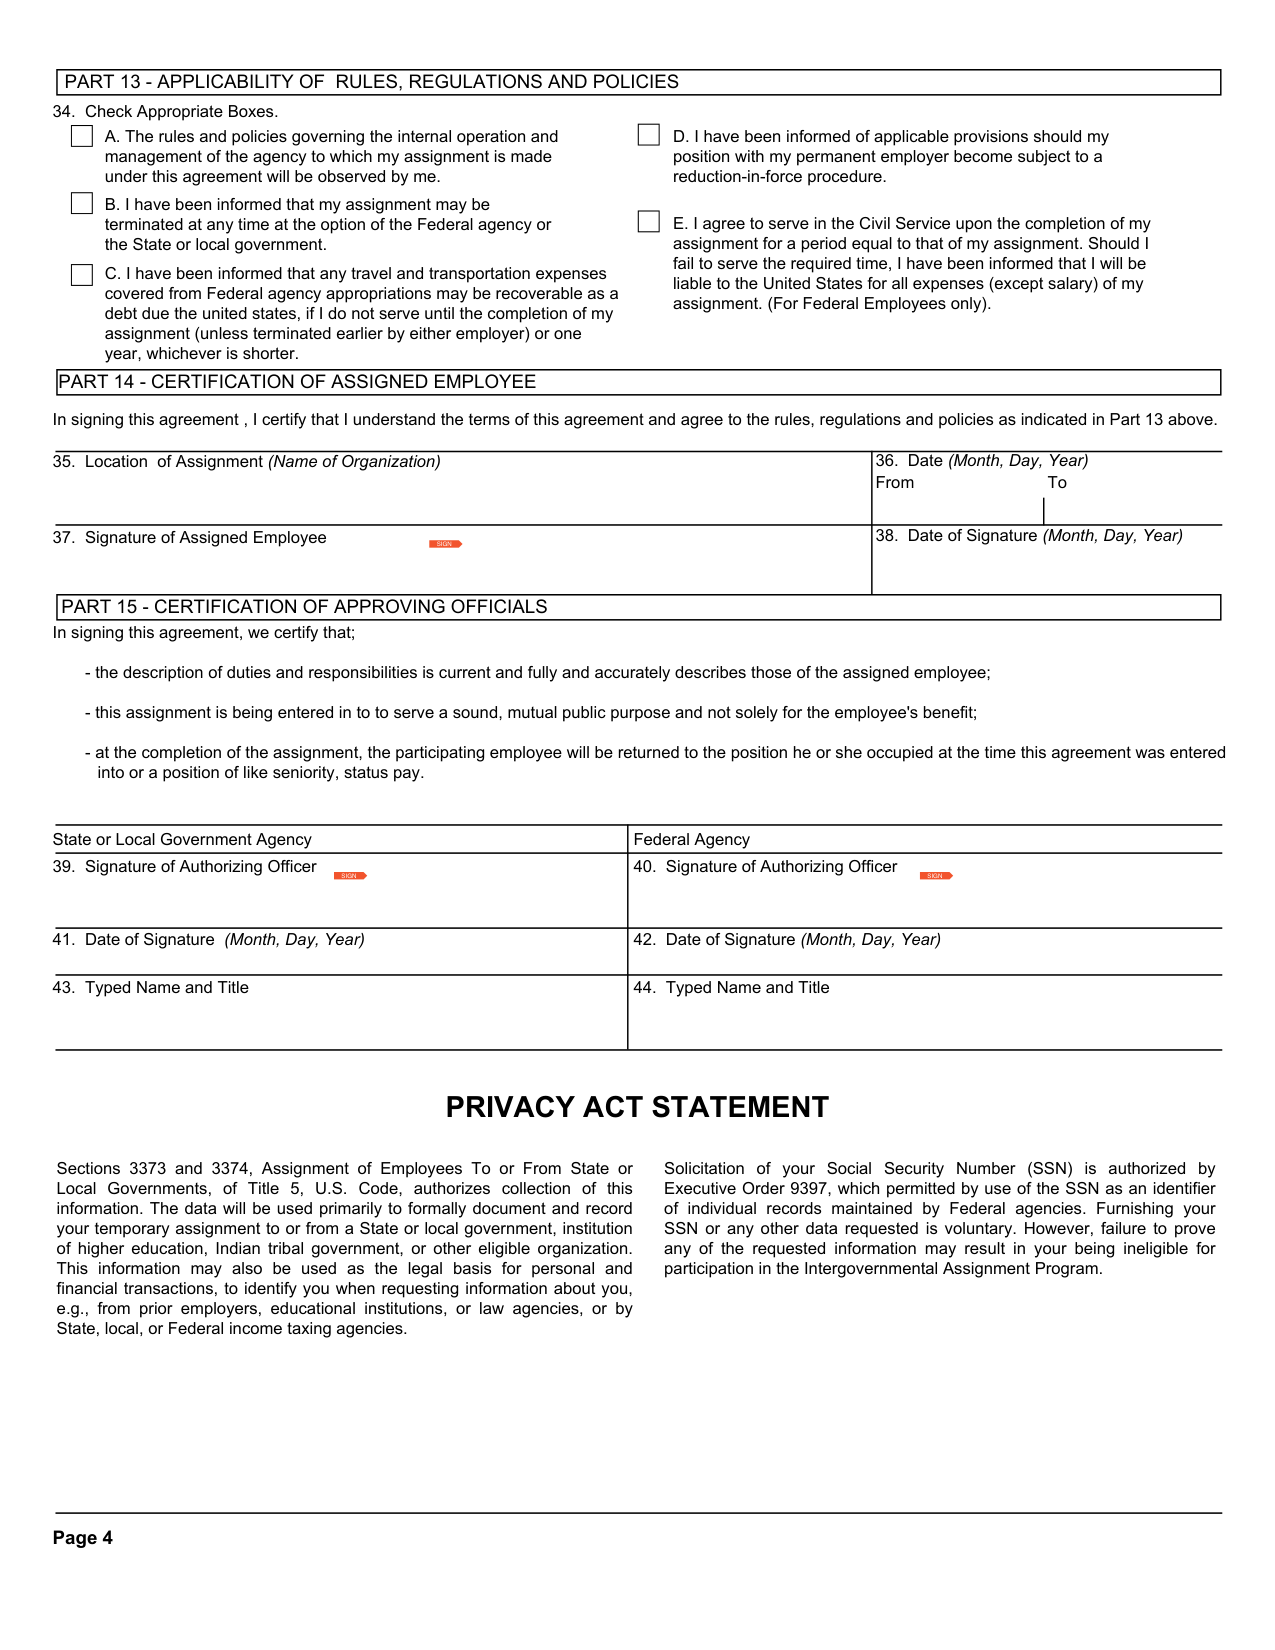 PART 13 - APPLICABILITY OF  RULES, REGULATIONS AND POLICIES
34.  Check Appropriate Boxes.
A. The rules and policies governing the internal operation and
management of the agency to which my assignment is made
under this agreement will be observed by me.
B. I have been informed that my assignment may be
terminated at any time at the option of the Federal agency or
the State or local government.
C. I have been informed that any travel and transportation expenses
covered from Federal agency appropriations may be recoverable as a
debt due the united states, if I do not serve until the completion of my
assignment (unless terminated earlier by either employer) or one
year, whichever is shorter.
D. I have been informed of applicable provisions should my
position with my permanent employer become subject to a
reduction-in-force procedure.
E. I agree to serve in the Civil Service upon the completion of my
assignment for a period equal to that of my assignment. Should I
fail to serve the required time, I have been informed that I will be
liable to the United States for all expenses (except salary) of my
assignment. (For Federal Employees only).
PART 14 - CERTIFICATION OF ASSIGNED EMPLOYEE
In signing this agreement , I certify that I understand the terms of this agreement and agree to the rules, regulations and policies as indicated in Part 13 above.
35.  Location  of Assignment (Name of Organization)
36.  Date (Month, Day, Year)
From To
37.  Signature of Assigned Employee
SIGN
38.  Date of Signature (Month, Day, Year)
PART 15 - CERTIFICATION OF APPROVING OFFICIALS
In signing this agreement, we certify that;
- the description of duties and responsibilities is current and fully and accurately describes those of the assigned employee;
- this assignment is being entered in to to serve a sound, mutual public purpose and not solely for the employee's benefit;
- at the completion of the assignment, the participating employee will be returned to the position he or she occupied at the time this agreement was entered
into or a position of like seniority, status pay.
State or Local Government Agency
Federal Agency
39.  Signature of Authorizing Officer
SIGN
40.  Signature of Authorizing Officer
SIGN
41.  Date of Signature  (Month, Day, Year)
42.  Date of Signature (Month, Day, Year)
43.  Typed Name and Title
44.  Typed Name and Title
PRIVACY ACT STATEMENT
Sections 3373 and 3374, Assignment of Employees To or From State or
Local Governments, of Title 5, U.S. Code, authorizes collection of this
information. The data will be used primarily to formally document and record
your temporary assignment to or from a State or local government, institution
of higher education, Indian tribal government, or other eligible organization.
This information may also be used as the legal basis for personal and
financial transactions, to identify you when requesting information about you,
e.g., from prior employers, educational institutions, or law agencies, or by
State, local, or Federal income taxing agencies.
Solicitation of your Social Security Number (SSN) is authorized by
Executive Order 9397, which permitted by use of the SSN as an identifier
of individual records maintained by Federal agencies. Furnishing your
SSN or any other data requested is voluntary. However, failure to prove
any of the requested information may result in your being ineligible for
participation in the Intergovernmental Assignment Program.
Page 4